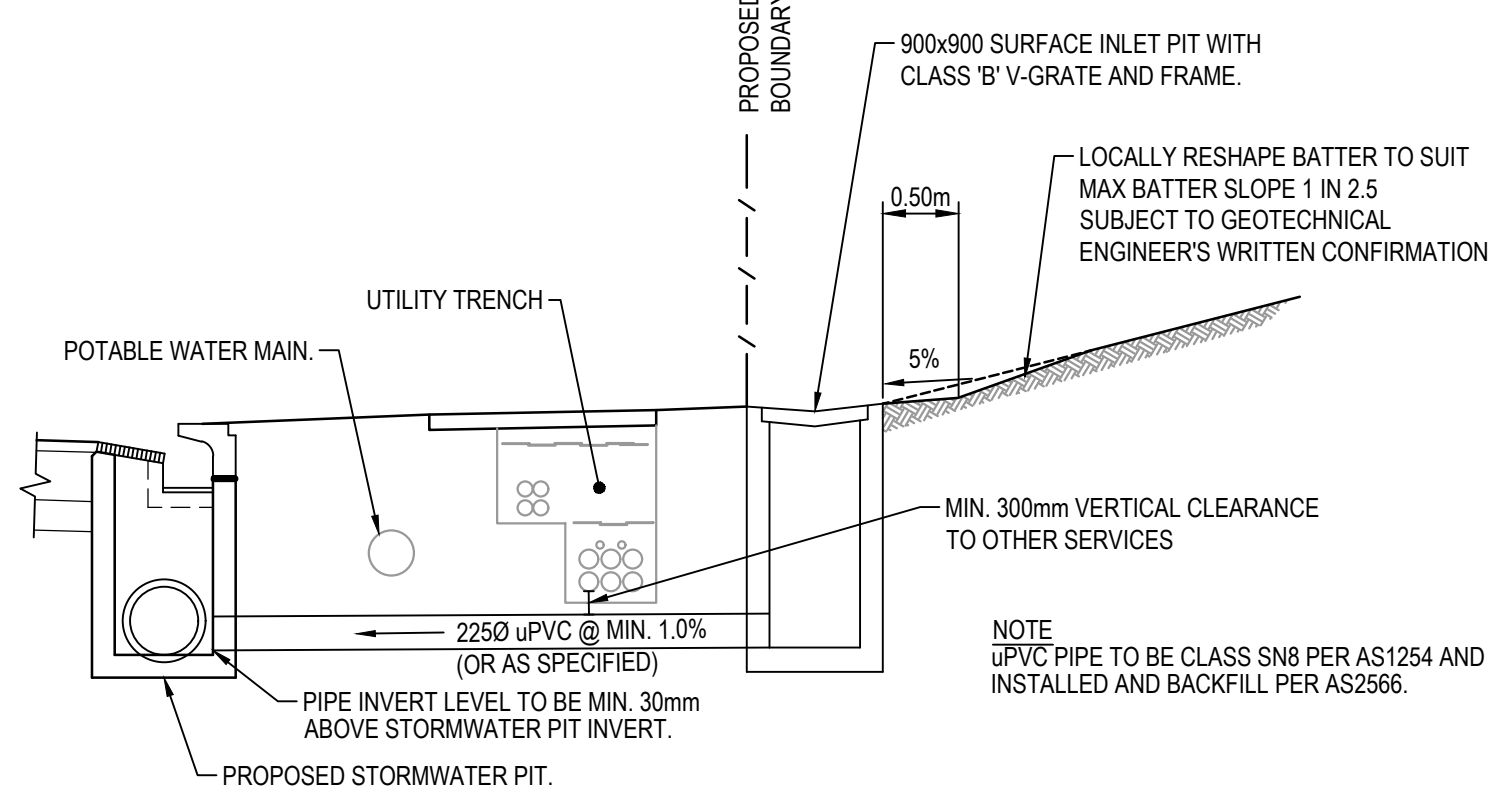 PROPOSED
BOUNDARY
900x900 SURFACE INLET PIT WITH
CLASS 'B' V-GRATE AND FRAME.
LOCALLY RESHAPE BATTER TO SUIT
MAX BATTER SLOPE 1 IN 2.5
SUBJECT TO GEOTECHNICAL
ENGINEER'S WRITTEN CONFIRMATION
0.50m
UTILITY TRENCH
POTABLE WATER MAIN.
5%
MIN. 300mm VERTICAL CLEARANCE
TO OTHER SERVICES
225Ø uPVC @ MIN. 1.0%
(OR AS SPECIFIED)
NOTE
uPVC PIPE TO BE CLASS SN8 PER AS1254 AND
INSTALLED AND BACKFILL PER AS2566.
PIPE INVERT LEVEL TO BE MIN. 30mm
ABOVE STORMWATER PIT INVERT.
PROPOSED STORMWATER PIT.